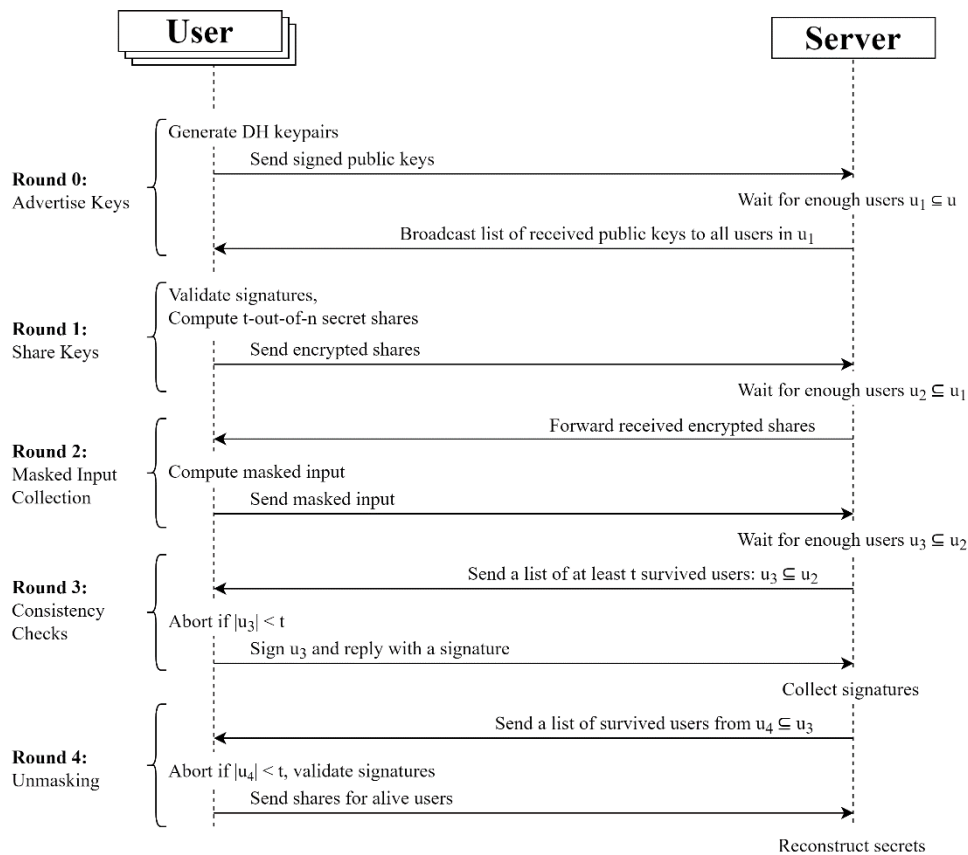 User
Server
Generate DH keypairs
Send signed public keys
Round 0:
Advertise Keys
Wait for enough users u₁ ⊆ u
Broadcast list of received public keys to all users in u₁
Validate signatures,
Compute t-out-of-n secret shares
Round 1:
Share Keys
Send encrypted shares
Wait for enough users u₂ ⊆ u₁
Forward received encrypted shares
Round 2:
Masked Input
Collection
Compute masked input
Send masked input
Wait for enough users u₃ ⊆ u₂
Send a list of at least t survived users: u₃ ⊆ u₂
Round 3:
Consistency
Checks
Abort if |u₃| < t
Sign u₃ and reply with a signature
Collect signatures
Send a list of survived users from u₄ ⊆ u₃
Round 4:
Unmasking
Abort if |u₄| < t, validate signatures
Send shares for alive users
Reconstruct secrets